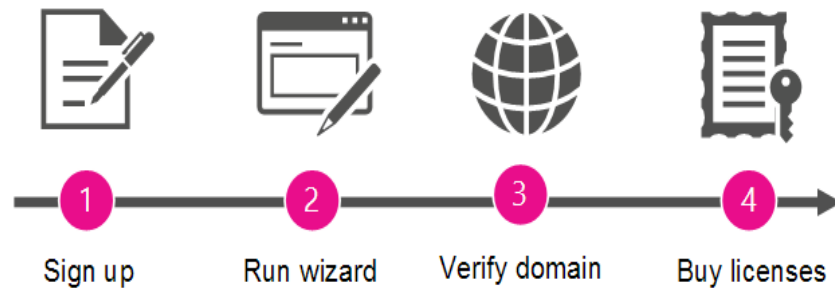 1
2
3
4
Sign up
Run wizard
Verify domain
Buy licenses